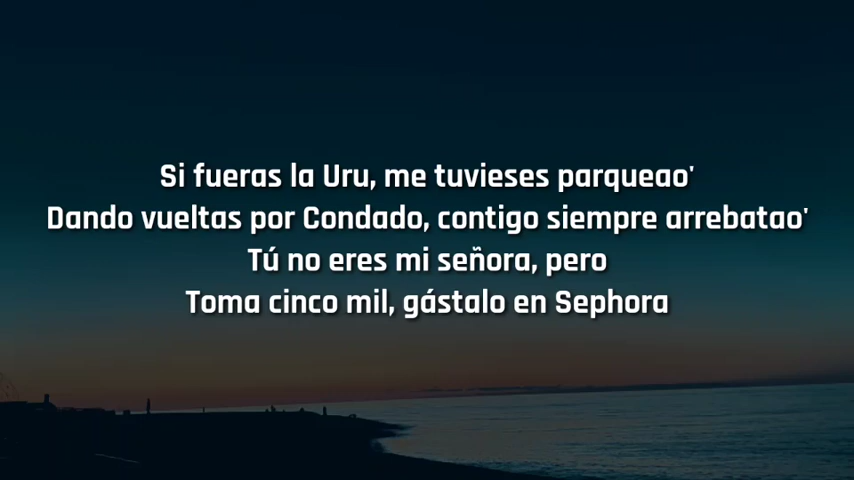 Si fueras la Uru, me tuvieses parqueao'
Dando vueltas por Condado, contigo siempre arrebatao'
Tú no eres mi señora, pero
Toma cinco mil, gástalo en Sephora